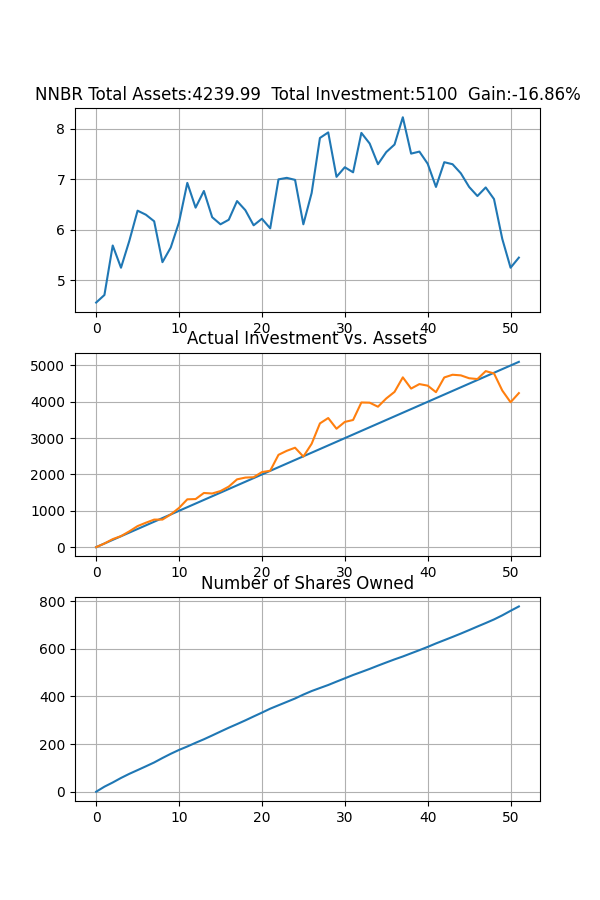 NNBR Total Assets:4239.99  Total Investment:5100  Gain:-16.86%
8
7
6
5
0 10 20 30 40 50
Actual Investment vs. Assets
5000
4000
3000
2000
1000
0
0 10 20 30 40 50
Number of Shares Owned
800
600
400
200
0
0 10 20 30 40 50